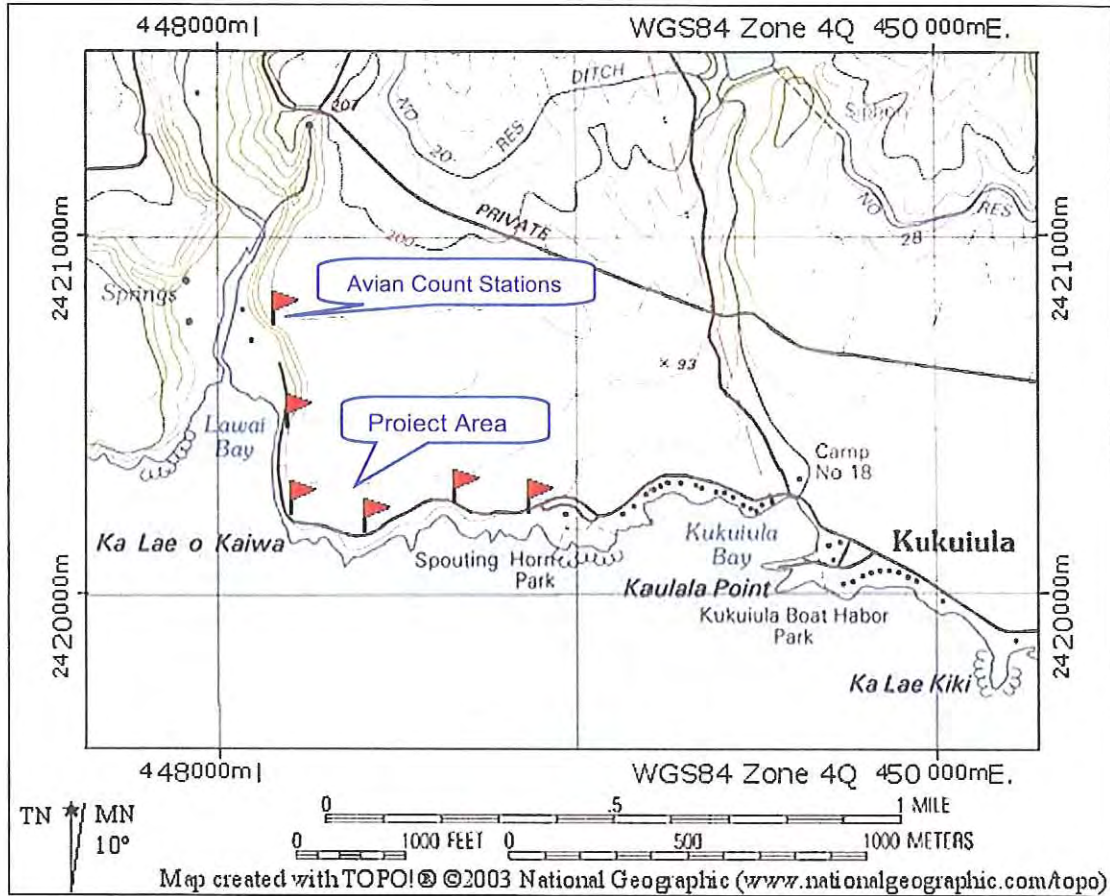 448000m
WGS84 Zone 4Q 450 000m E.
207
DITCH
NO
20
RES
Siphon
PRIVATE
NO
28
RES
200
2421000m
2421000m
Avian Count Stations
Springs
× 93
Lawai
Bay
Proiect Area
Camp
No 18
Ka Lae o Kaiwa
Spouting Horn
Park
Kukuiula
Bay
Kukuiula
Kaulala Point
2420000m
2420000m
Kukuiula Boat Habor
Park
Ka Lae Kiki
448000m
WGS84 Zone 4Q 450 000m E.
TN MN
10°
0 .5 1 MILE
0 1000 FEET 0 500 1000 METERS
Map created with TOPO!® ©2003 National Geographic (www.nationalgeographic.com/topo)